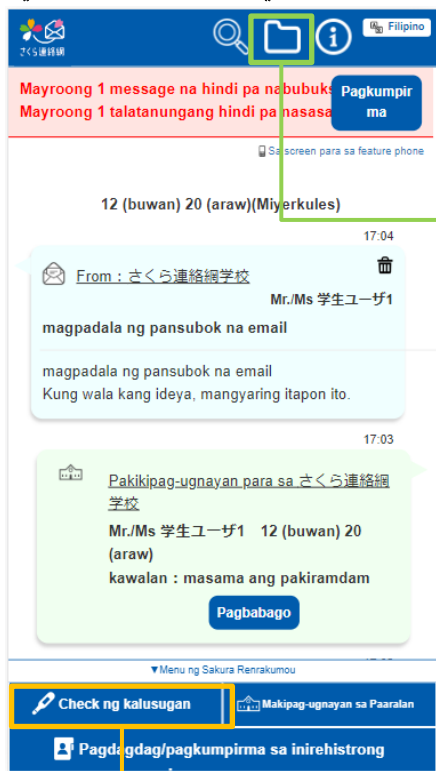 さくら連絡網
Filipino
Mayroong 1 message na hindi pa nabubuks
Mayroong 1 talatanungang hindi pa nasasa
Pagkumpir
ma
Sa screen para sa feature phone
12 (buwan) 20 (araw)(Miyerkules)
17:04
From：さくら連絡網学校
Mr./Ms 学生ユーザ1
magpadala ng pansubok na email
magpadala ng pansubok na email
Kung wala kang ideya, mangyaring itapon ito.
17:03
Pakikipag-ugnayan para sa さくら連絡網
学校
Mr./Ms 学生ユーザ1　12 (buwan) 20
(araw)
kawalan：masama ang pakiramdam
Pagbabago
▼Menu ng Sakura Renrakumou
Check ng kalusugan
Makipag-ugnayan sa Paaralan
Pagdagdag/pagkumpirma sa inirehistrong